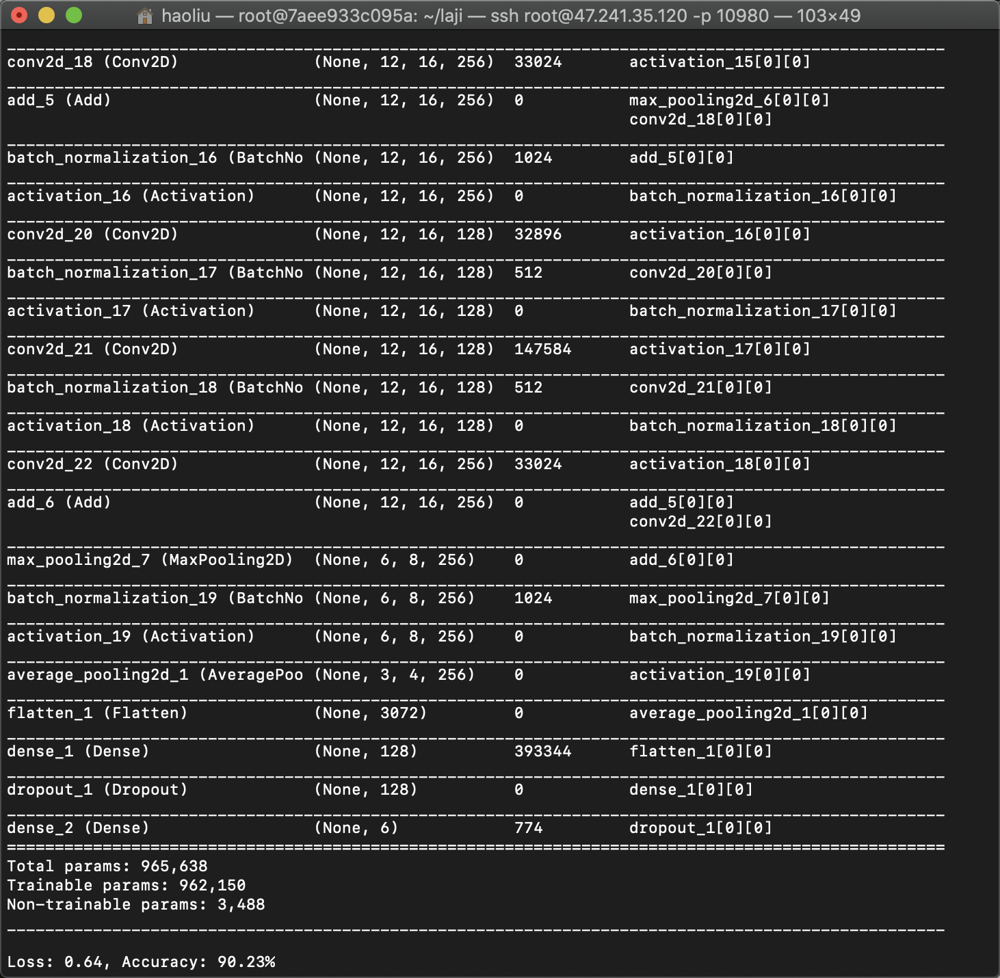 haoliu — root@7aee933c095a: ~/laji — ssh root@47.241.35.120 -p 10980 — 103×49
__________________________________________________________________________________________________
conv2d_18 (Conv2D)              (None, 12, 16, 256)  33024       activation_15[0][0]
__________________________________________________________________________________________________
add_5 (Add)                     (None, 12, 16, 256)  0           max_pooling2d_6[0][0]
                                                                 conv2d_18[0][0]
__________________________________________________________________________________________________
batch_normalization_16 (BatchNo (None, 12, 16, 256)  1024        add_5[0][0]
__________________________________________________________________________________________________
activation_16 (Activation)      (None, 12, 16, 256)  0           batch_normalization_16[0][0]
__________________________________________________________________________________________________
conv2d_20 (Conv2D)              (None, 12, 16, 128)  32896       activation_16[0][0]
__________________________________________________________________________________________________
batch_normalization_17 (BatchNo (None, 12, 16, 128)  512         conv2d_20[0][0]
__________________________________________________________________________________________________
activation_17 (Activation)      (None, 12, 16, 128)  0           batch_normalization_17[0][0]
__________________________________________________________________________________________________
conv2d_21 (Conv2D)              (None, 12, 16, 128)  147584      activation_17[0][0]
__________________________________________________________________________________________________
batch_normalization_18 (BatchNo (None, 12, 16, 128)  512         conv2d_21[0][0]
__________________________________________________________________________________________________
activation_18 (Activation)      (None, 12, 16, 128)  0           batch_normalization_18[0][0]
__________________________________________________________________________________________________
conv2d_22 (Conv2D)              (None, 12, 16, 256)  33024       activation_18[0][0]
__________________________________________________________________________________________________
add_6 (Add)                     (None, 12, 16, 256)  0           add_5[0][0]
                                                                 conv2d_22[0][0]
__________________________________________________________________________________________________
max_pooling2d_7 (MaxPooling2D)  (None, 6, 8, 256)    0           add_6[0][0]
__________________________________________________________________________________________________
batch_normalization_19 (BatchNo (None, 6, 8, 256)    1024        max_pooling2d_7[0][0]
__________________________________________________________________________________________________
activation_19 (Activation)      (None, 6, 8, 256)    0           batch_normalization_19[0][0]
__________________________________________________________________________________________________
average_pooling2d_1 (AveragePoo (None, 3, 4, 256)    0           activation_19[0][0]
__________________________________________________________________________________________________
flatten_1 (Flatten)             (None, 3072)         0           average_pooling2d_1[0][0]
__________________________________________________________________________________________________
dense_1 (Dense)                 (None, 128)          393344      flatten_1[0][0]
__________________________________________________________________________________________________
dropout_1 (Dropout)             (None, 128)          0           dense_1[0][0]
__________________________________________________________________________________________________
dense_2 (Dense)                 (None, 6)            774         dropout_1[0][0]
==================================================================================================
Total params: 965,638
Trainable params: 962,150
Non-trainable params: 3,488
__________________________________________________________________________________________________
Loss: 0.64, Accuracy: 90.23%